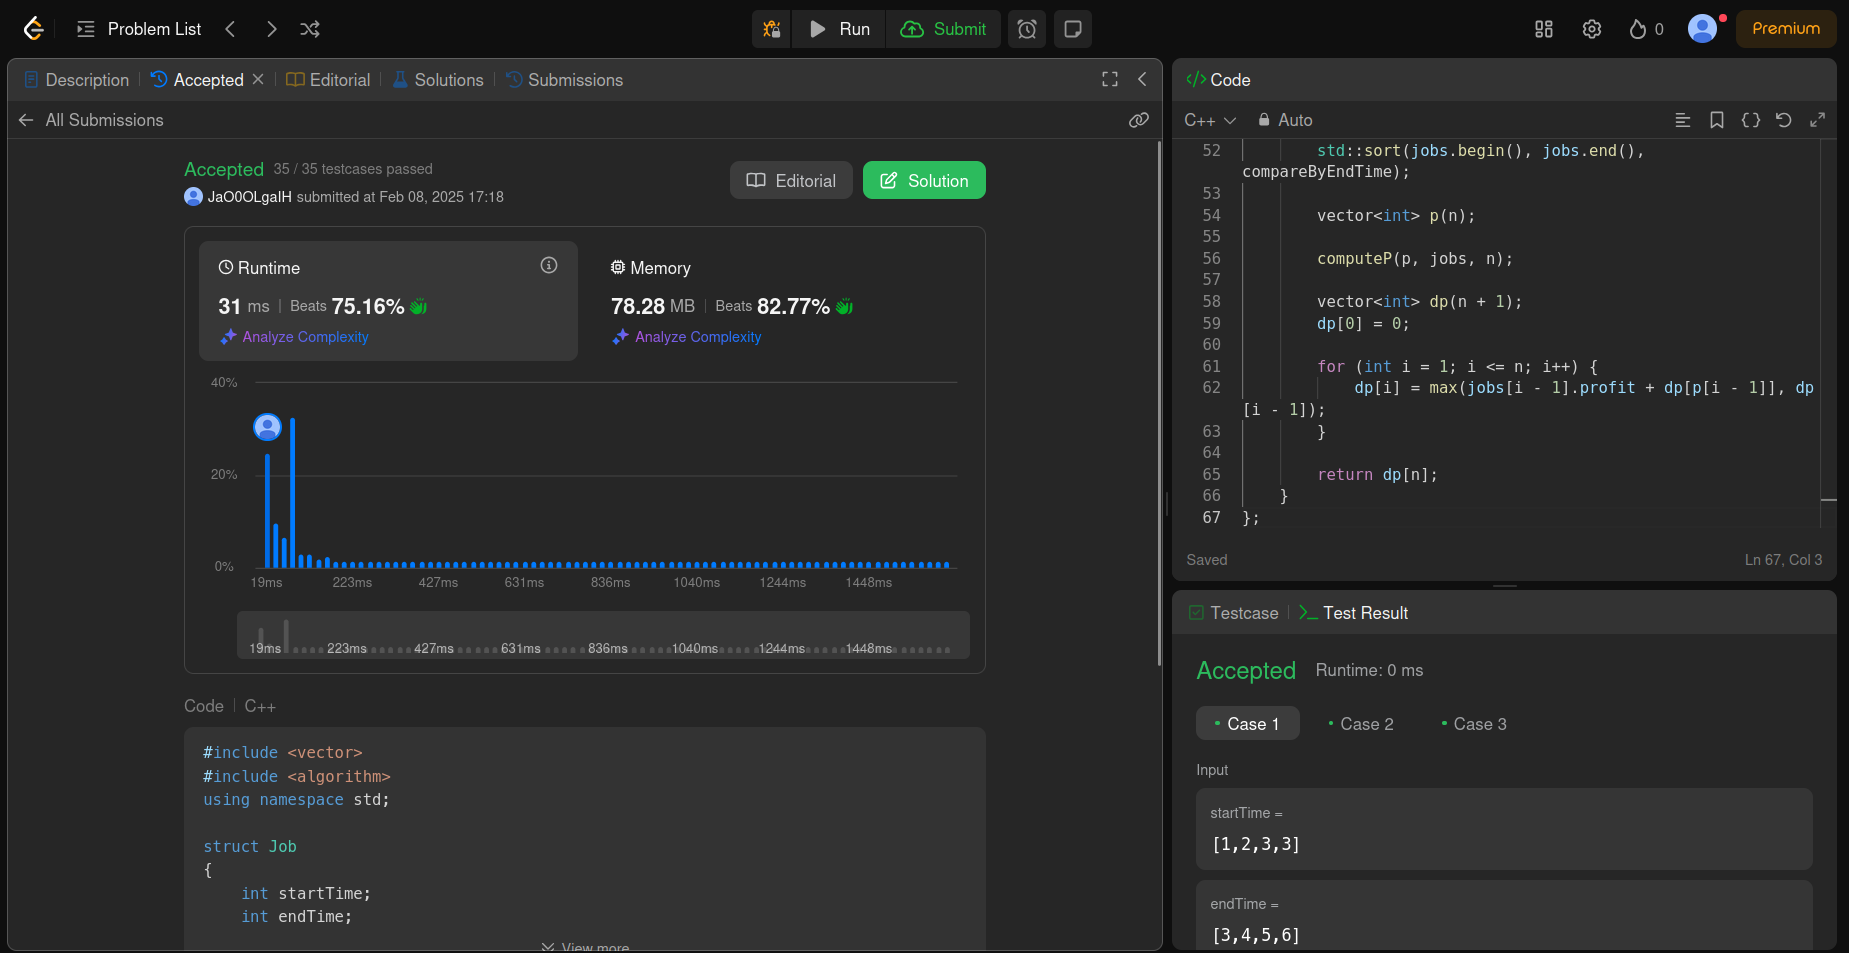 Problem List
Run
Submit
0
Premium
Description
Accepted
Editorial
Solutions
Submissions
All Submissions
Accepted 35 / 35 testcases passed
JaO0OLgaIH submitted at Feb 08, 2025 17:18
Editorial
Solution
Runtime
31 ms Beats 75.16%
Analyze Complexity
Memory
78.28 MB Beats 82.77%
Analyze Complexity
40%
20%
0%
19ms 223ms 427ms 631ms 836ms 1040ms 1244ms 1448ms
19ms 223ms 427ms 631ms 836ms 1040ms 1244ms 1448ms
Code C++
#include <vector>
#include <algorithm>
using namespace std;
struct Job
{
int startTime;
int endTime;
View more
</> Code
C++ Auto
52 std::sort(jobs.begin(), jobs.end(),
compareByEndTime);
53
54 vector<int> p(n);
55
56 computeP(p, jobs, n);
57
58 vector<int> dp(n + 1);
59 dp[0] = 0;
60
61 for (int i = 1; i <= n; i++) {
62 dp[i] = max(jobs[i - 1].profit + dp[p[i - 1]], dp
[i - 1]);
63 }
64
65 return dp[n];
66 }
67 };
Saved
Ln 67, Col 3
Testcase
Test Result
Accepted Runtime: 0 ms
Case 1
Case 2
Case 3
Input
startTime =
[1,2,3,3]
endTime =
[3,4,5,6]